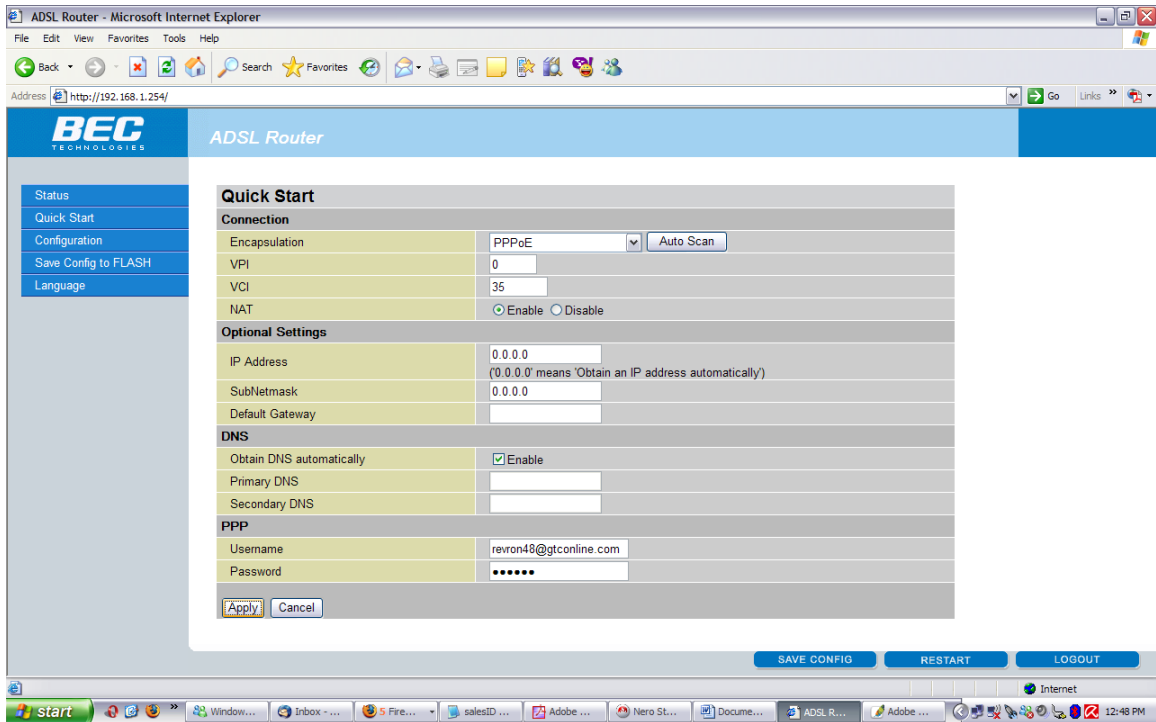 ADSL Router - Microsoft Internet Explorer
File Edit View Favorites Tools Help
Back Search Favorites
Address http://192.168.1.254/ Go Links »
BEC
TECHNOLOGIES
ADSL Router
Status
Quick Start
Configuration
Save Config to FLASH
Language
Quick Start
Connection
Encapsulation PPPoE Auto Scan
VPI 0
VCI 35
NAT Enable Disable
Optional Settings
IP Address 0.0.0.0
('0.0.0.0' means 'Obtain an IP address automatically')
SubNetmask 0.0.0.0
Default Gateway
DNS
Obtain DNS automatically Enable
Primary DNS
Secondary DNS
PPP
Username revron48@gtconline.com
Password ••••••
Apply Cancel
SAVE CONFIG RESTART LOGOUT
Internet
start » Window... Inbox - ... 5 Fire... salesID ... Adobe ... Nero St... Docume... ADSL R... Adobe ... 12:48 PM